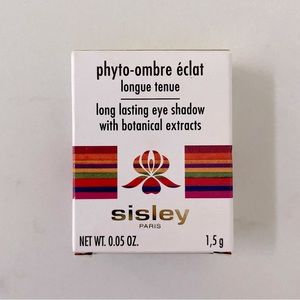 phyto-ombre éclat
longue tenue
long lasting eye shadow
with botanical extracts
sisley
PARIS
NET WT. 0.05 OZ. 1,5 g